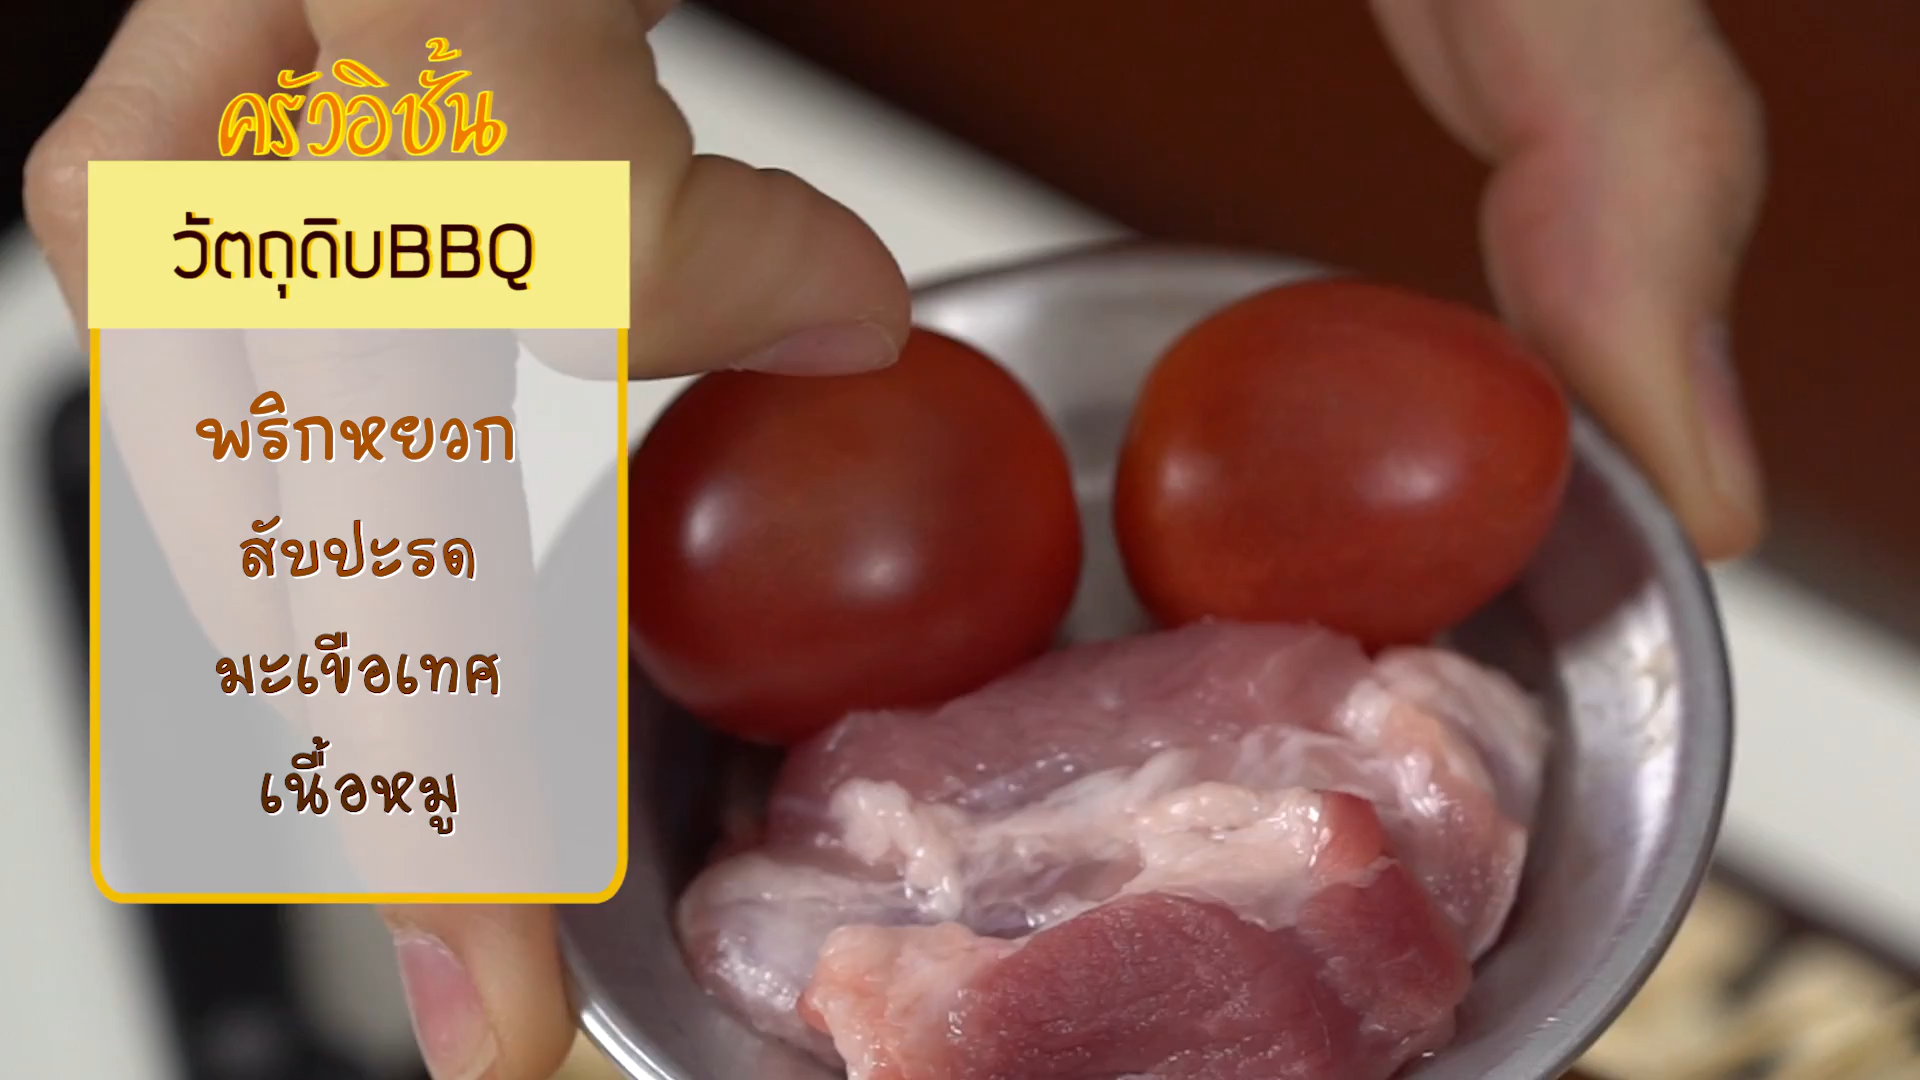 ครัวอิชั้น
วัตถุดิบBBQ
พริกหยวก
สับปะรด
มะเขือเทศ
เนื้อหมู